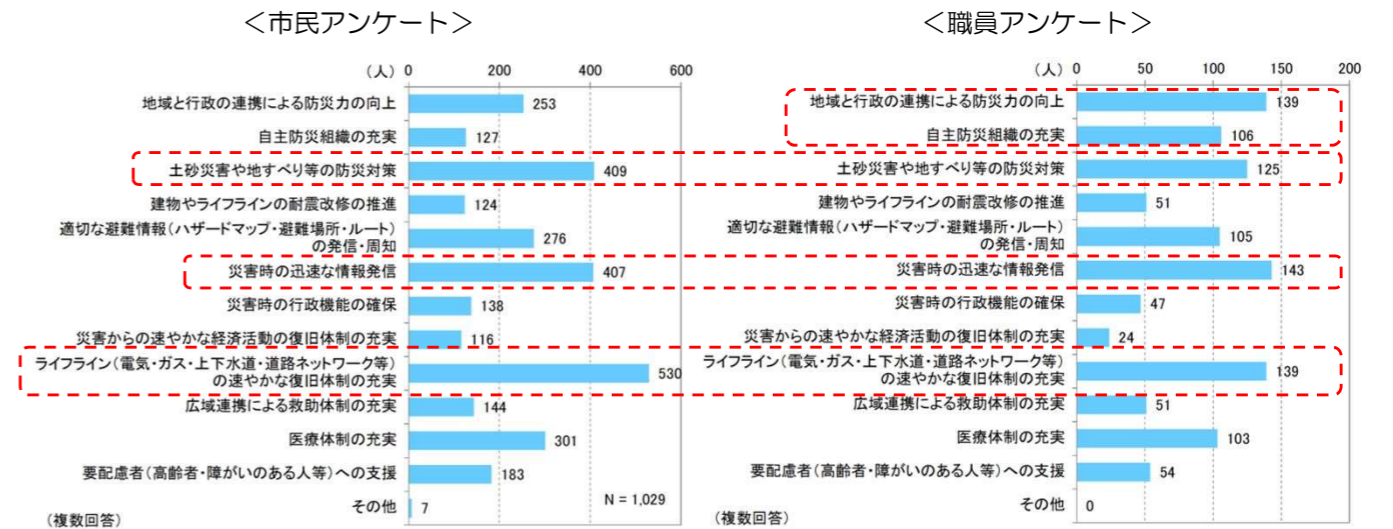 ＜市民アンケート＞
（人） 0 200 400 600
地域と行政の連携による防災力の向上 253
自主防災組織の充実 127
土砂災害や地すべり等の防災対策 409
建物やライフラインの耐震改修の推進 124
適切な避難情報（ハザードマップ・避難場所・ルート）
の発信・周知 276
災害時の迅速な情報発信 407
災害時の行政機能の確保 138
災害からの速やかな経済活動の復旧体制の充実 116
ライフライン（電気・ガス・上下水道・道路ネットワーク等）
の速やかな復旧体制の充実 530
広域連携による救助体制の充実 144
医療体制の充実 301
要配慮者（高齢者・障がいのある人等）への支援 183
その他 7
N = 1,029
（複数回答）
＜職員アンケート＞
（人） 0 50 100 150 200
地域と行政の連携による防災力の向上 139
自主防災組織の充実 106
土砂災害や地すべり等の防災対策 125
建物やライフラインの耐震改修の推進 51
適切な避難情報（ハザードマップ・避難場所・ルート）
の発信・周知 105
災害時の迅速な情報発信 143
災害時の行政機能の確保 47
災害からの速やかな経済活動の復旧体制の充実 24
ライフライン（電気・ガス・上下水道・道路ネットワーク等）
の速やかな復旧体制の充実 139
広域連携による救助体制の充実 51
医療体制の充実 103
要配慮者（高齢者・障がいのある人等）への支援 54
その他 0
（複数回答）